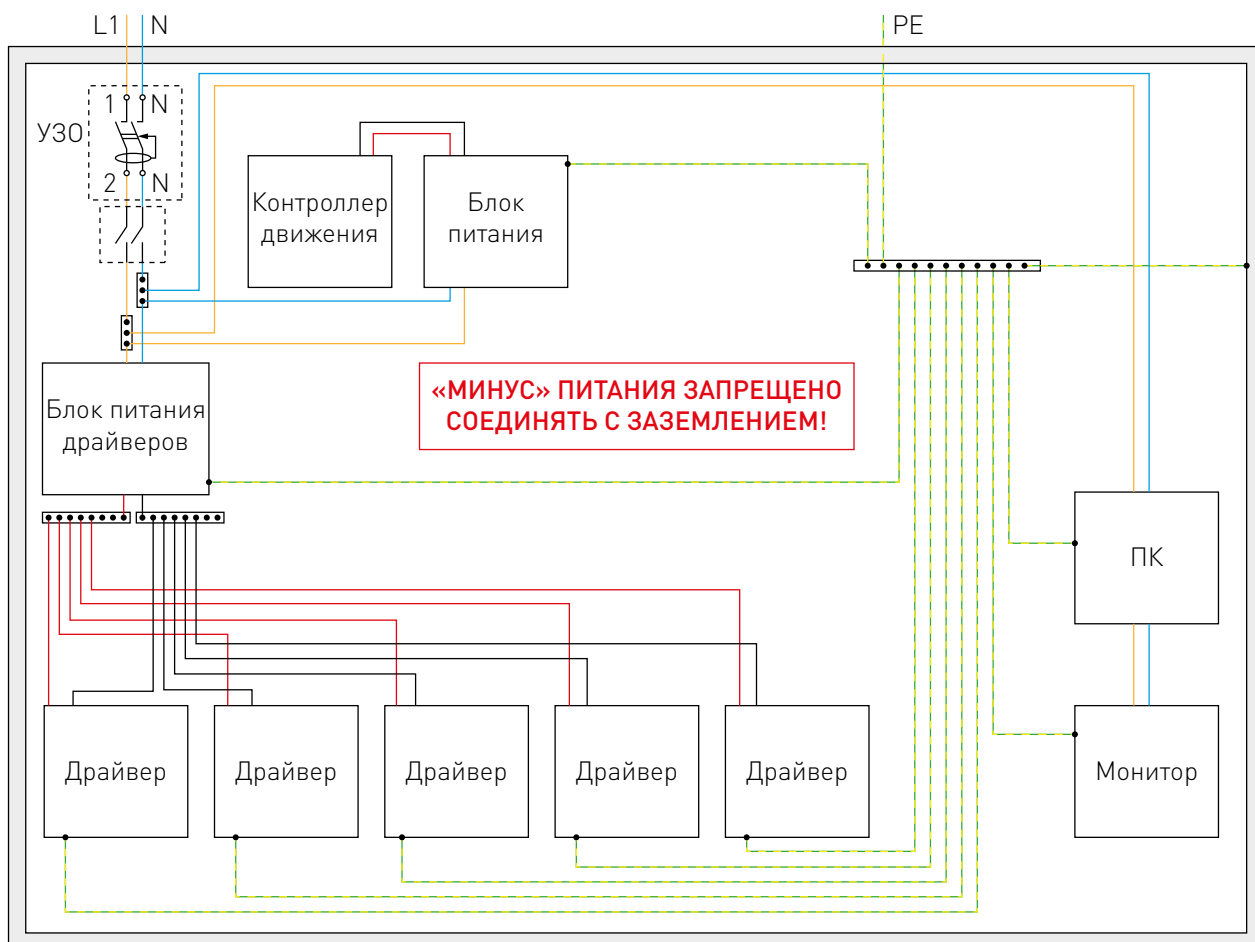 L1 N
PE
1 N
УЗО
2 N
Контроллер
движения
Блок
питания
«МИНУС» ПИТАНИЯ ЗАПРЕЩЕНО
СОЕДИНЯТЬ С ЗАЗЕМЛЕНИЕМ!
Блок питания
драйверов
ПК
Драйвер
Драйвер
Драйвер
Драйвер
Драйвер
Монитор